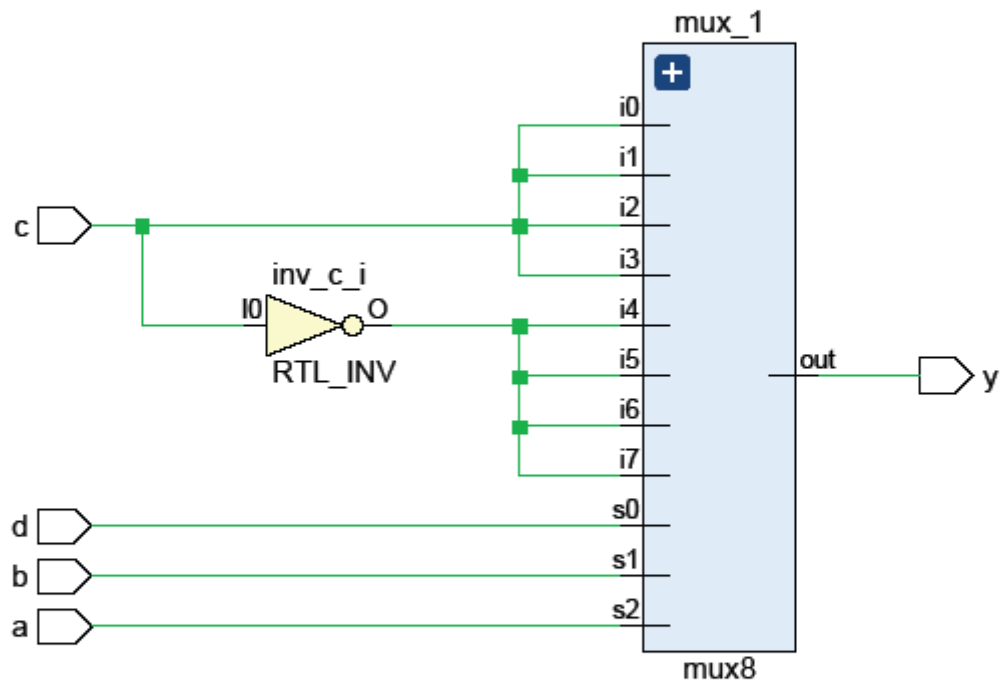 mux_1
+
i0
i1
c
i2
i3
inv_c_i
I0
O
i4
RTL_INV
i5
out
y
i6
i7
d
s0
b
s1
a
s2
mux8